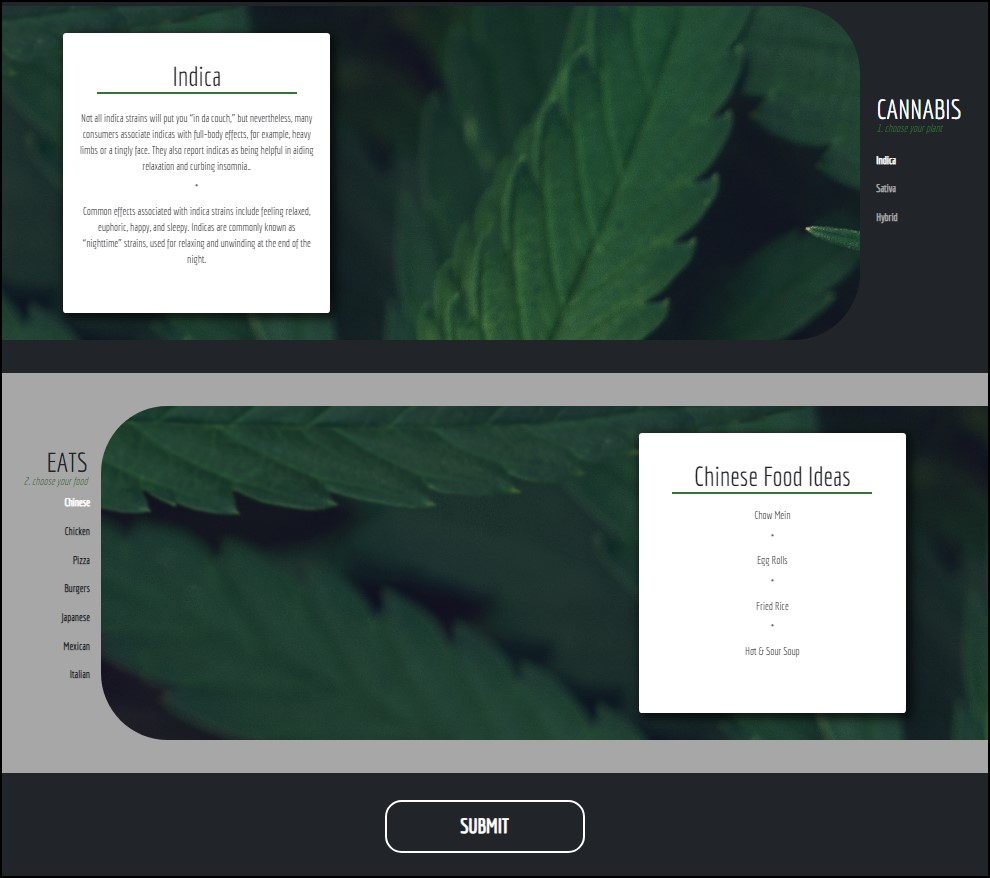 Indica
Not all indica strains will put you “in da couch,” but nevertheless, many
consumers associate indicas with full-body effects, for example, heavy
limbs or a tingly face. They also report indicas as being helpful in aiding
relaxation and curbing insomnia..
*
Common effects associated with indica strains include feeling relaxed,
euphoric, happy, and sleepy. Indicas are commonly known as
“nighttime” strains, used for relaxing and unwinding at the end of the
night.
CANNABIS
1. choose your plant
Indica
Sativa
Hybrid
EATS
2. choose your food
Chinese
Chicken
Pizza
Burgers
Japanese
Mexican
Italian
Chinese Food Ideas
Chow Mein
*
Egg Rolls
*
Fried Rice
*
Hot & Sour Soup
SUBMIT